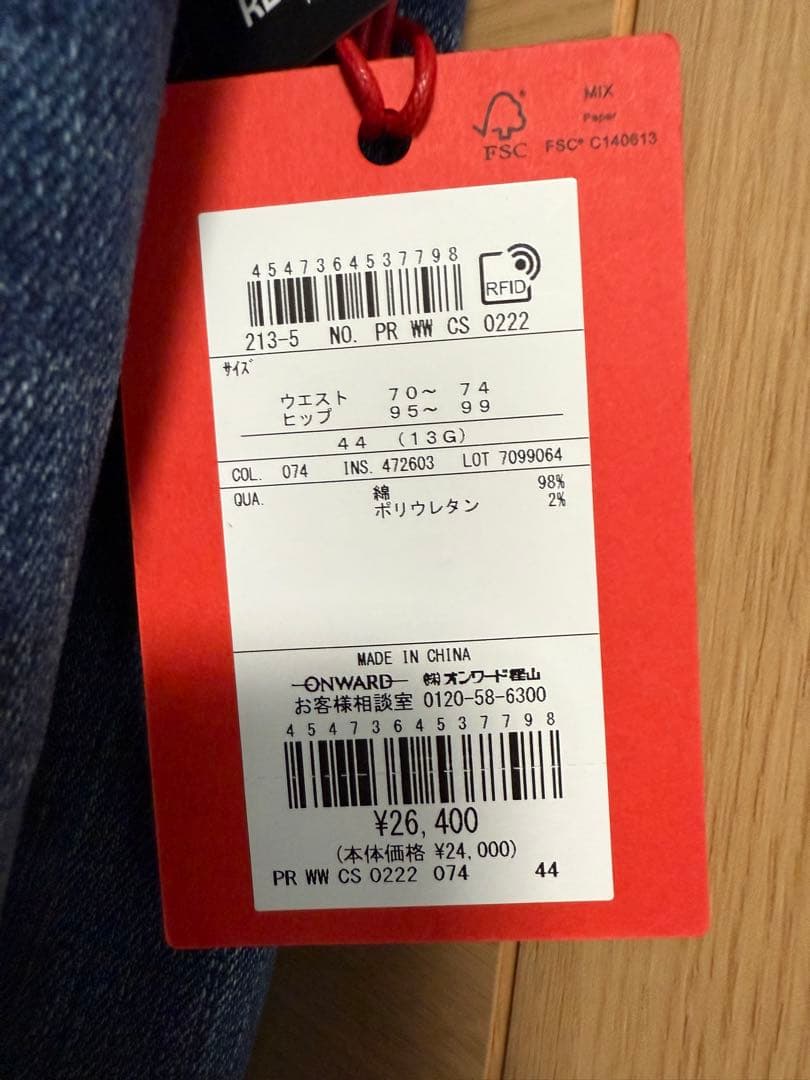 MIX
Paper
FSC
FSC® C140613
4547364537798
RFID
213-5 NO. PR WW CS 0222
サイズ
ウエスト 70～ 74
ヒップ 95～ 99
44 (13G)
COL. 074 INS. 472603 LOT 7099064
QUA. 綿 98%
ポリウレタン 2%
MADE IN CHINA
ONWARD ㈱オンワード樫山
お客様相談室 0120-58-6300
4547364537798
¥26,400
(本体価格 ¥24,000)
PR WW CS 0222 074 44